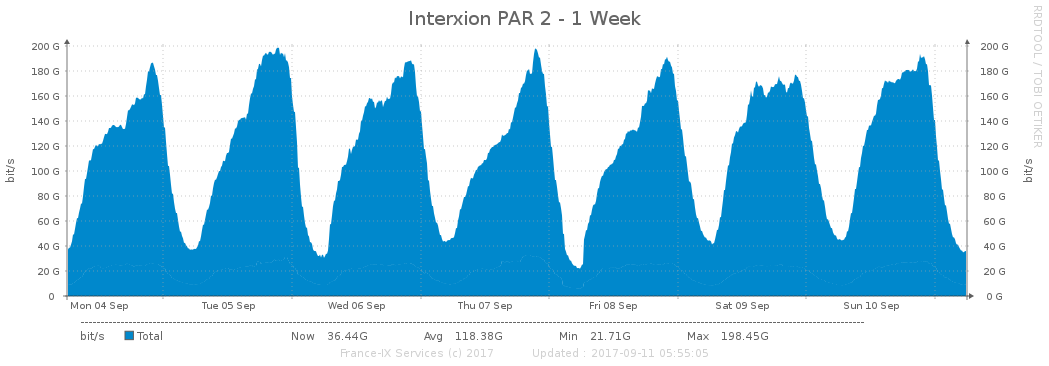 Interxion PAR 2 - 1 Week
RRDTOOL / TOBI OETIKER
200 G 200 G
180 G 180 G
160 G 160 G
140 G 140 G
120 G 120 G
100 G 100 G
80 G 80 G
60 G 60 G
40 G 40 G
20 G 20 G
0 0 G
bit/s bit/s
Mon 04 Sep Tue 05 Sep Wed 06 Sep Thu 07 Sep Fri 08 Sep Sat 09 Sep Sun 10 Sep
bit/s Total Now 36.44G Avg 118.38G Min 21.71G Max 198.45G
France-IX Services (c) 2017 Updated : 2017-09-11 05:55:05